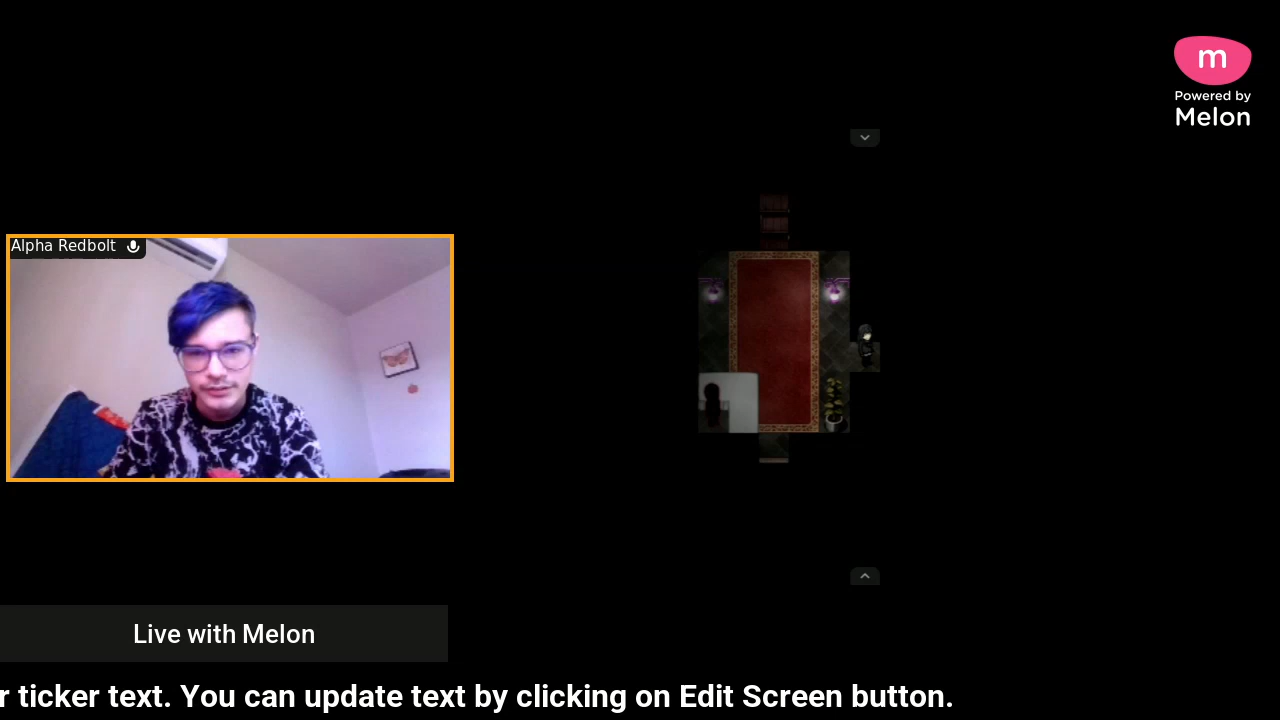 m
Powered by
Melon
Alpha Redbolt
Live with Melon
r ticker text. You can update text by clicking on Edit Screen button.